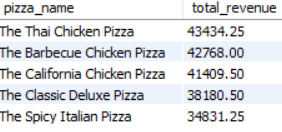 pizza_name total_revenue
The Thai Chicken Pizza 43434.25
The Barbecue Chicken Pizza 42768.00
The California Chicken Pizza 41409.50
The Classic Deluxe Pizza 38180.50
The Spicy Italian Pizza 34831.25